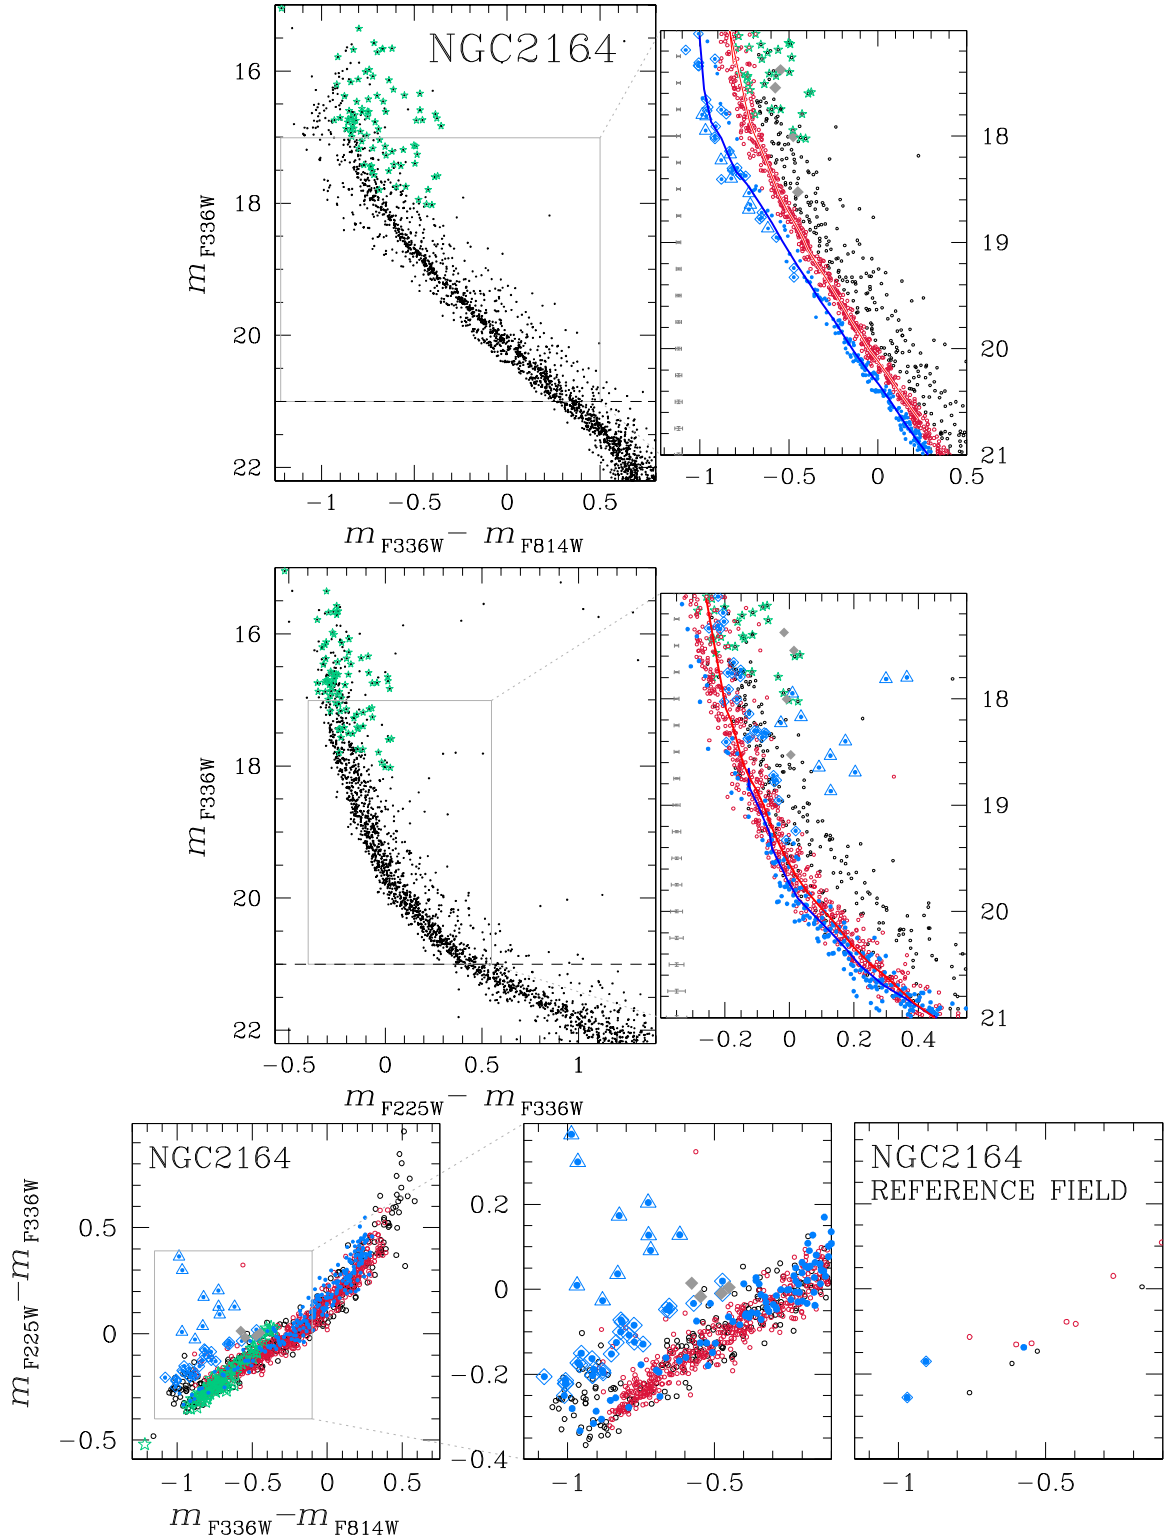 NGC2164
16
18
20
22
m F336W
−1 −0.5 0 0.5
m F336W − m F814W
18
19
20
21
−1 −0.5 0 0.5
16
18
20
22
m F336W
−0.5 0 0.5 1
m F225W − m F336W
18
19
20
21
−0.2 0 0.2 0.4
NGC2164
0.5
0
−0.5
m F225W − m F336W
−1 −0.5 0 0.5
m F336W − m F814W
0.2
0
−0.2
−0.4
−1 −0.5
NGC2164
REFERENCE FIELD
−1 −0.5